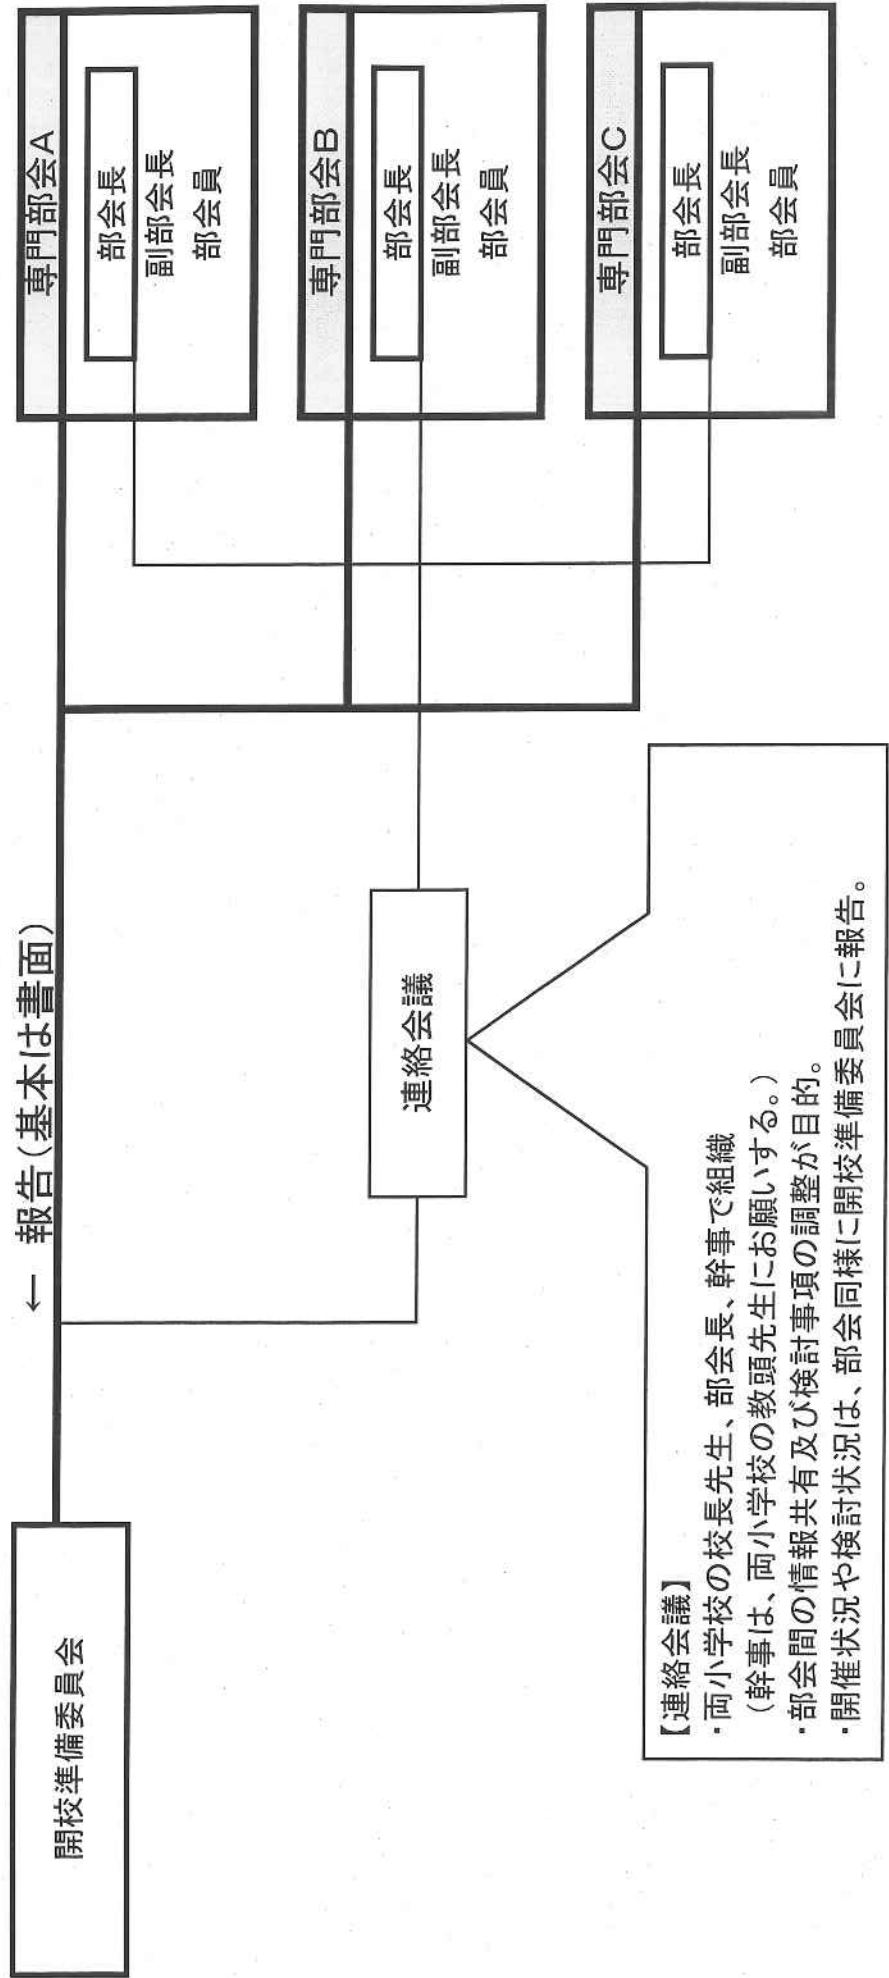 開校準備委員会
← 報告(基本は書面)
連絡会議
専門部会A
部会長
副部会長
部会員
専門部会B
部会長
副部会長
部会員
専門部会C
部会長
副部会長
部会員
【連絡会議】
・両小学校の校長先生、部会長、幹事で組織
(幹事は、両小学校の教頭先生にお願いする。)
・部会間の情報共有及び検討事項の調整が目的。
・開催状況や検討状況は、部会同様に開校準備委員会に報告。